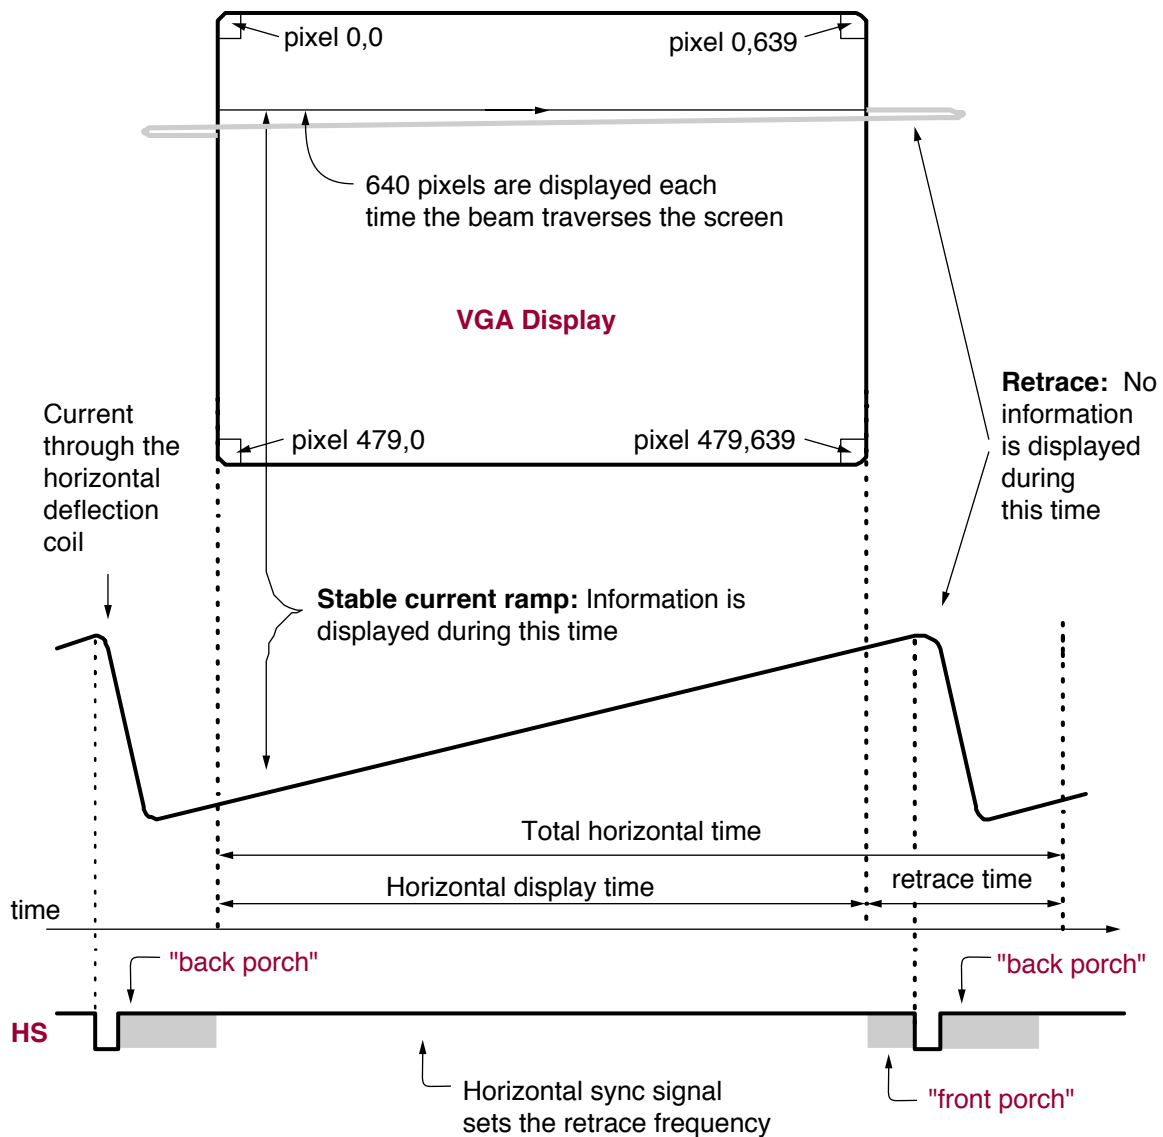 pixel 0,0
pixel 0,639
640 pixels are displayed each
time the beam traverses the screen
VGA Display
Retrace: No
information
is displayed
during
this time
Current
through the
horizontal
deflection
coil
pixel 479,0
pixel 479,639
Stable current ramp: Information is
displayed during this time
Total horizontal time
Horizontal display time
retrace time
time
"back porch"
"back porch"
HS
Horizontal sync signal
sets the retrace frequency
"front porch"